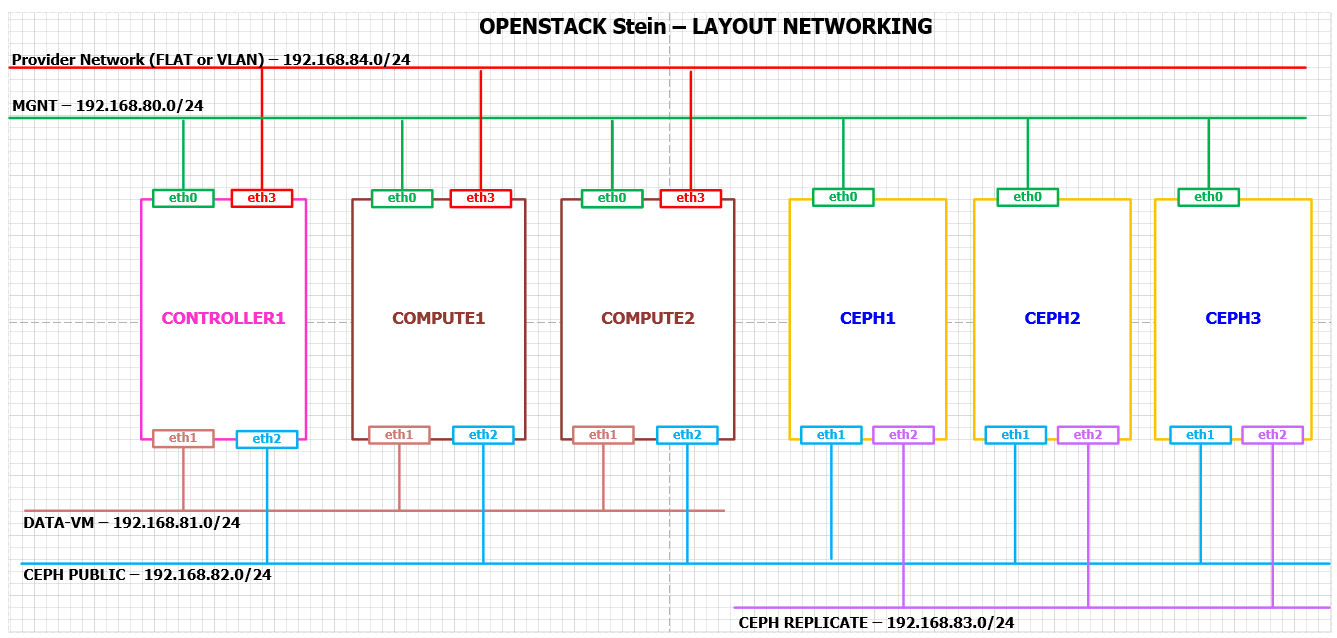 OPENSTACK Stein – LAYOUT NETWORKING
Provider Network (FLAT or VLAN) – 192.168.84.0/24
MGNT – 192.168.80.0/24
eth0 eth3 eth0 eth3 eth0 eth3 eth0 eth0 eth0
CONTROLLER1 COMPUTE1 COMPUTE2 CEPH1 CEPH2 CEPH3
eth1 eth2 eth1 eth2 eth1 eth2 eth1 eth2 eth1 eth2 eth1 eth2
DATA-VM – 192.168.81.0/24
CEPH PUBLIC – 192.168.82.0/24
CEPH REPLICATE – 192.168.83.0/24